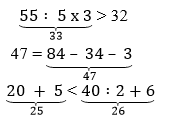 55 : 5 x 3 > 32
33
47 = 84 − 34 − 3
47
20 + 5 < 40 : 2 + 6
25 26